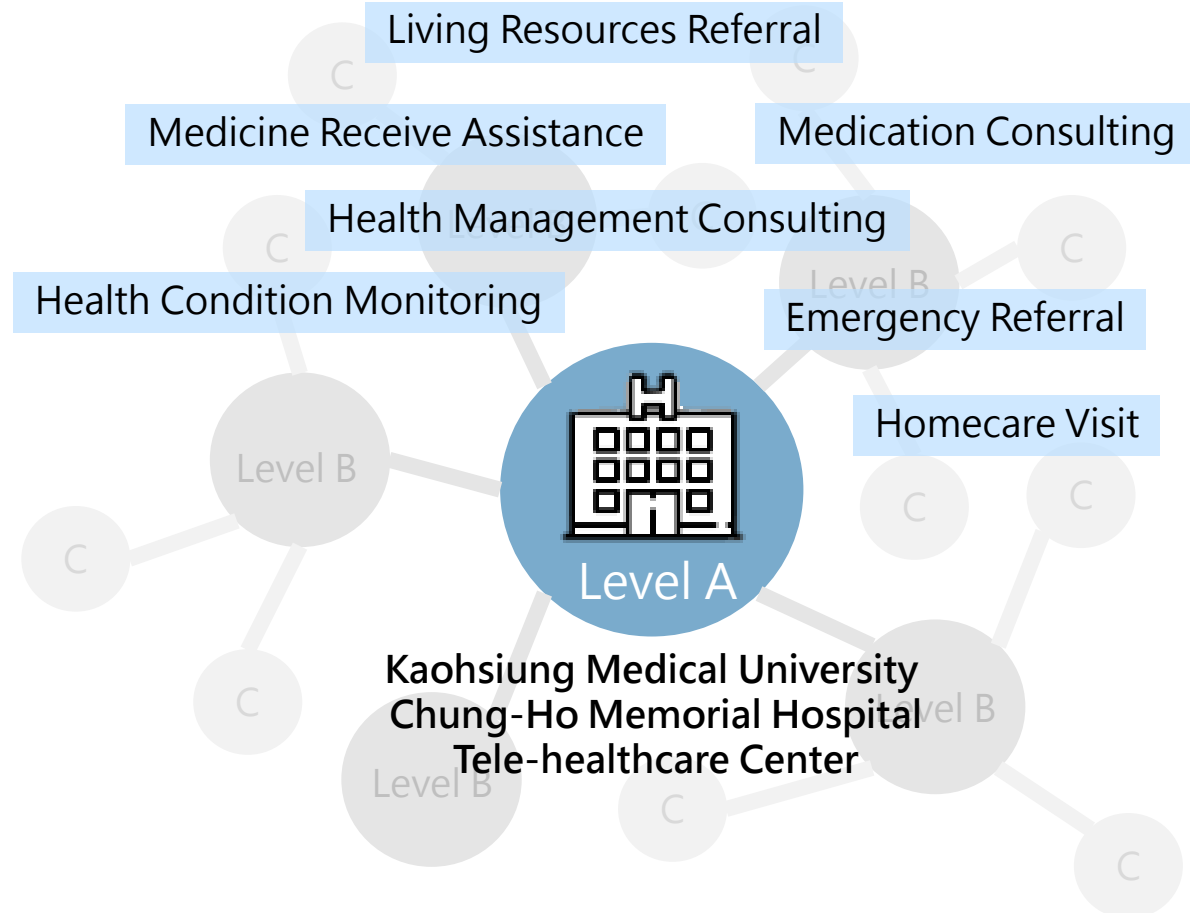 Living Resources Referral
C
C
Medicine Receive Assistance
Medication Consulting
Level
Health Management Consulting
C
C
C
Level B
Health Condition Monitoring
Emergency Referral
Homecare Visit
Level B
C
C
C
Level A
Kaohsiung Medical University
Chung-Ho Memorial Hospital
Tele-healthcare Center
C
Level B
Level B
C
C